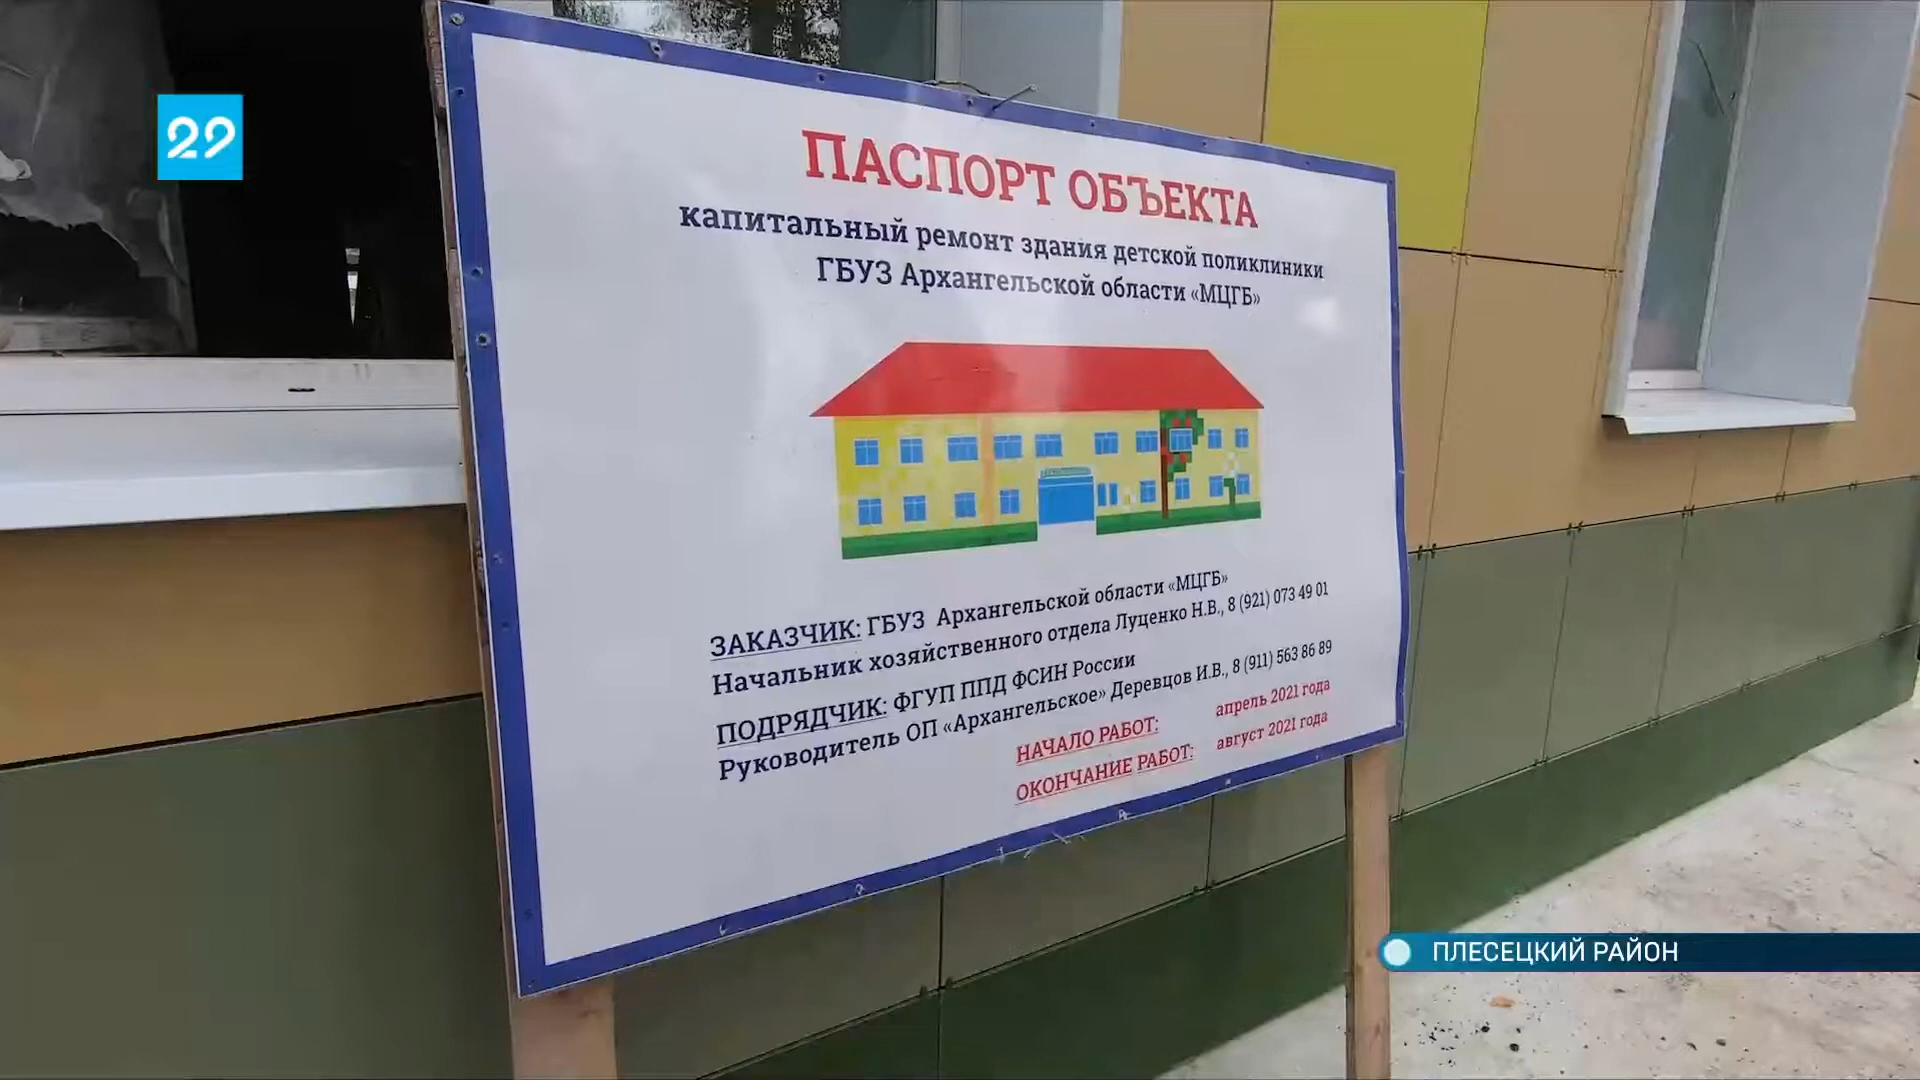 29
ПАСПОРТ ОБЪЕКТА
капитальный ремонт здания детской поликлиники
ГБУЗ Архангельской области «МЦГБ»
ЗАКАЗЧИК: ГБУЗ Архангельской области «МЦГБ»
Начальник хозяйственного отдела Луценко Н.В., 8 (921) 073 49 01
ПОДРЯДЧИК: ФГУП ППД ФСИН России
Руководитель ОП «Архангельское» Деревцов И.В., 8 (911) 563 86 89
НАЧАЛО РАБОТ: апрель 2021 года
ОКОНЧАНИЕ РАБОТ: август 2021 года
ПЛЕСЕЦКИЙ РАЙОН